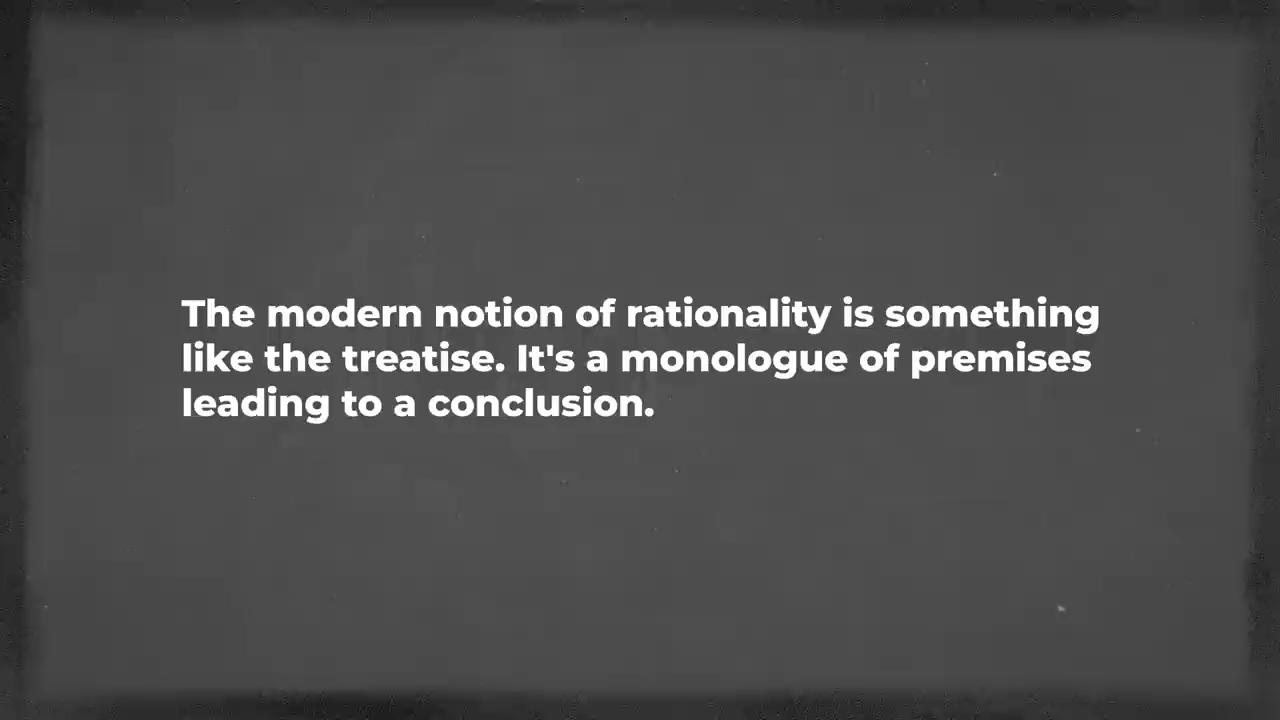 The modern notion of rationality is something
like the treatise. It's a monologue of premises
leading to a conclusion.